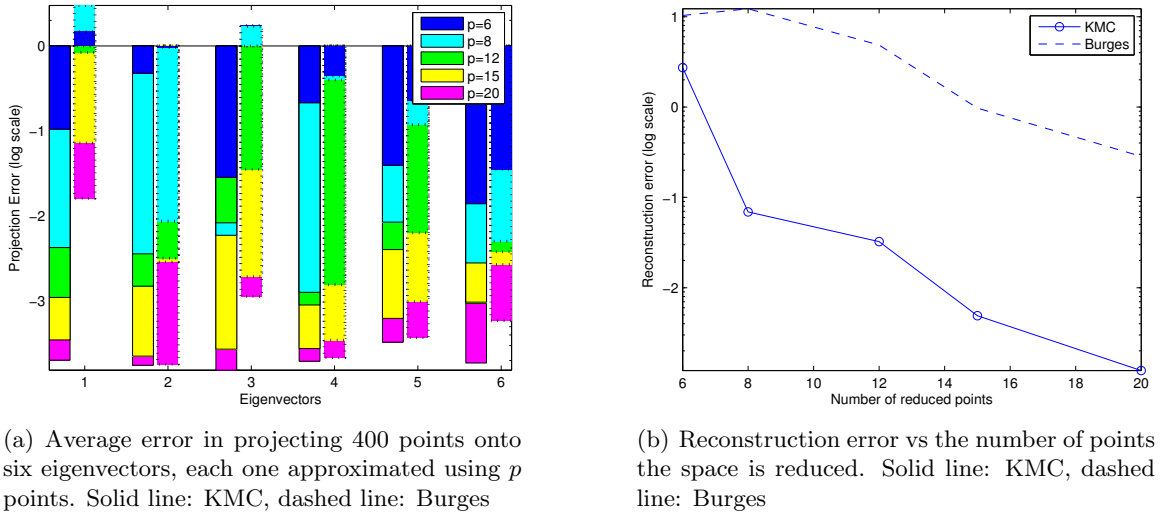 0
−1
−2
−3
Projection Error (log scale)
1 2 3 4 5 6
Eigenvectors
p=6
p=8
p=12
p=15
p=20
(a) Average error in projecting 400 points onto
six eigenvectors, each one approximated using p
points. Solid line: KMC, dashed line: Burges
1
0
−1
−2
Reconstruction error (log scale)
6 8 10 12 14 16 18 20
Number of reduced points
KMC
Burges
(b) Reconstruction error vs the number of points
the space is reduced. Solid line: KMC, dashed
line: Burges